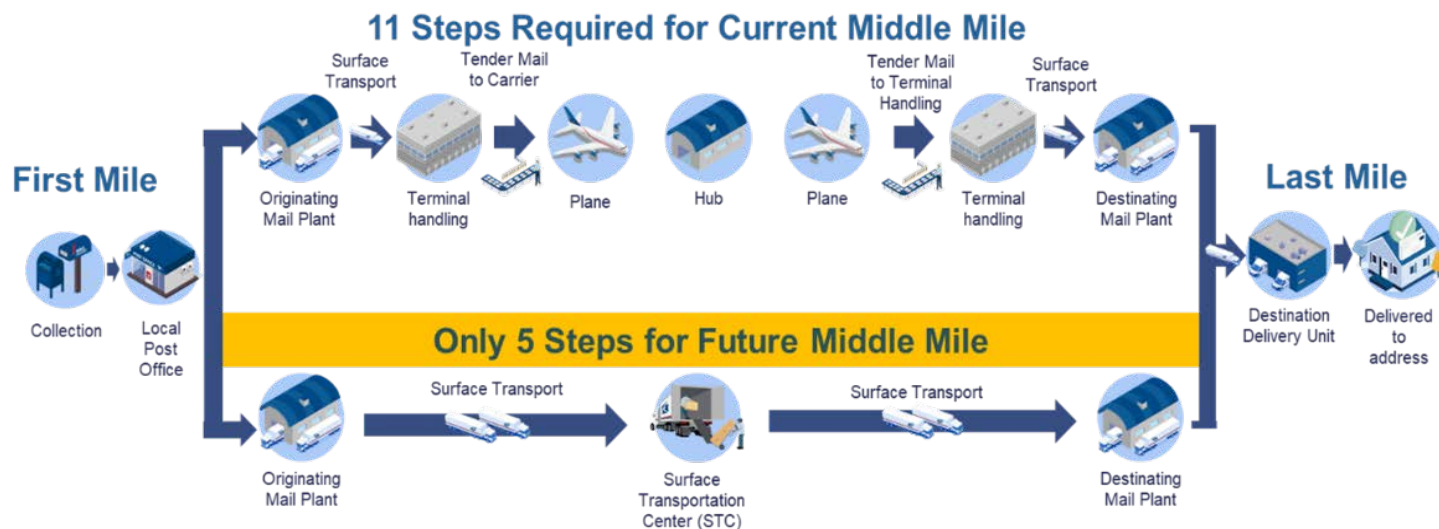 11 Steps Required for Current Middle Mile
Surface
Transport
Tender Mail
to Carrier
Tender Mail
to Terminal
Handling
Surface
Transport
Originating
Mail Plant
Terminal
handling
Plane
Hub
Plane
Terminal
handling
Destinating
Mail Plant
First Mile
Collection
Local
Post
Office
Last Mile
Destination
Delivery Unit
Delivered
to
address
Only 5 Steps for Future Middle Mile
Surface Transport
Surface Transport
Originating
Mail Plant
Surface
Transportation
Center (STC)
Destinating
Mail Plant